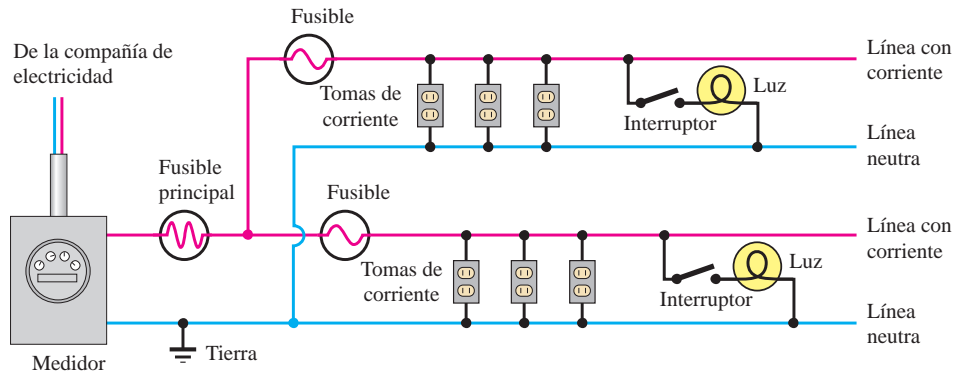 Fusible
De la compañía de
electricidad
Línea con
corriente
Tomas de
corriente
Luz
Interruptor
Línea
neutra
Fusible
principal
Fusible
Línea con
corriente
Tomas de
corriente
Luz
Interruptor
Línea
neutra
Tierra
Medidor